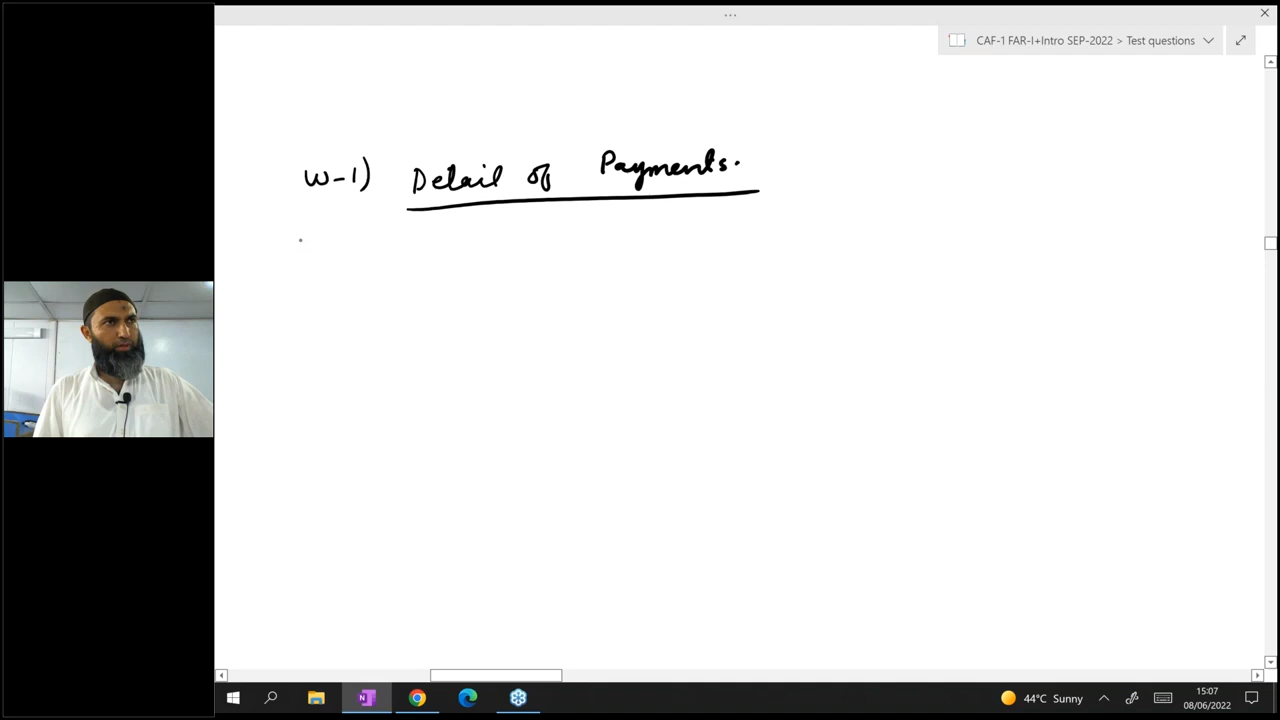 CAF-1 FAR-I+Intro SEP-2022 > Test questions
W-1) Detail of Payments.
44°C Sunny
15:07
08/06/2022